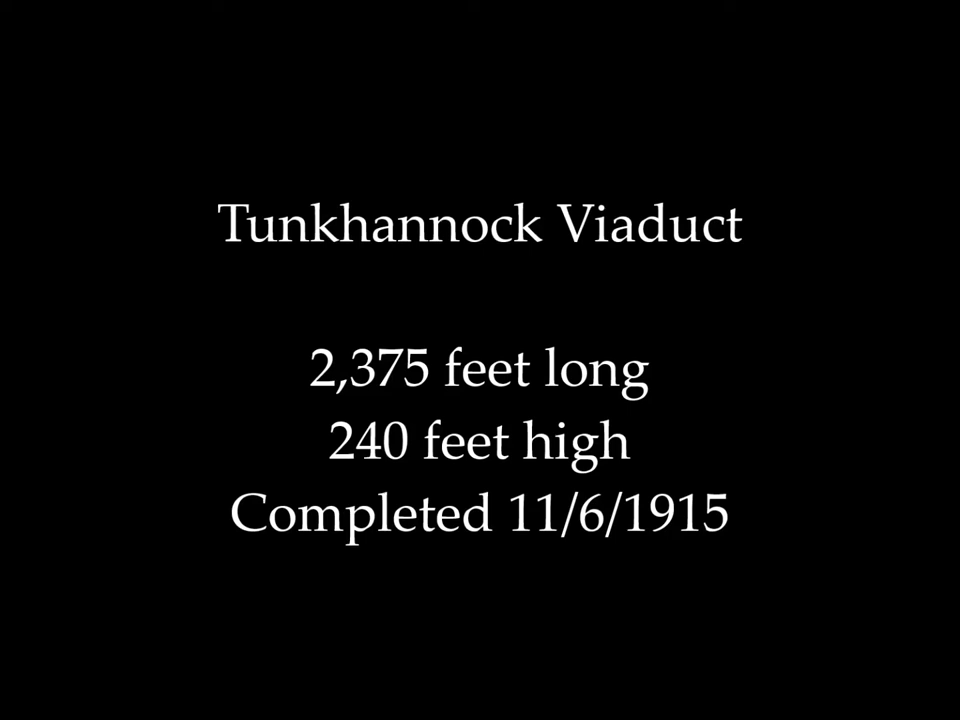 Tunkhannock Viaduct
2,375 feet long
240 feet high
Completed 11/6/1915